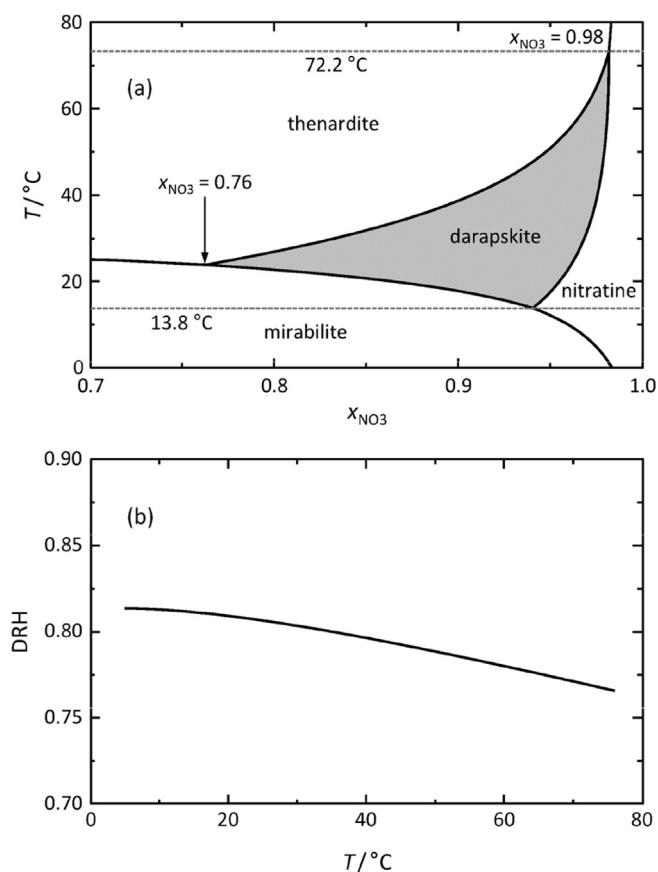 80
x_NO3 = 0.98
72.2 °C
(a)
60
thenardite
x_NO3 = 0.76
T/°C
40
darapskite
20
nitratine
13.8 °C
mirabilite
0
0.7 0.8 0.9 1.0
x_NO3
0.90
(b)
0.85
DRH
0.80
0.75
0.70
0 20 40 60 80
T/°C